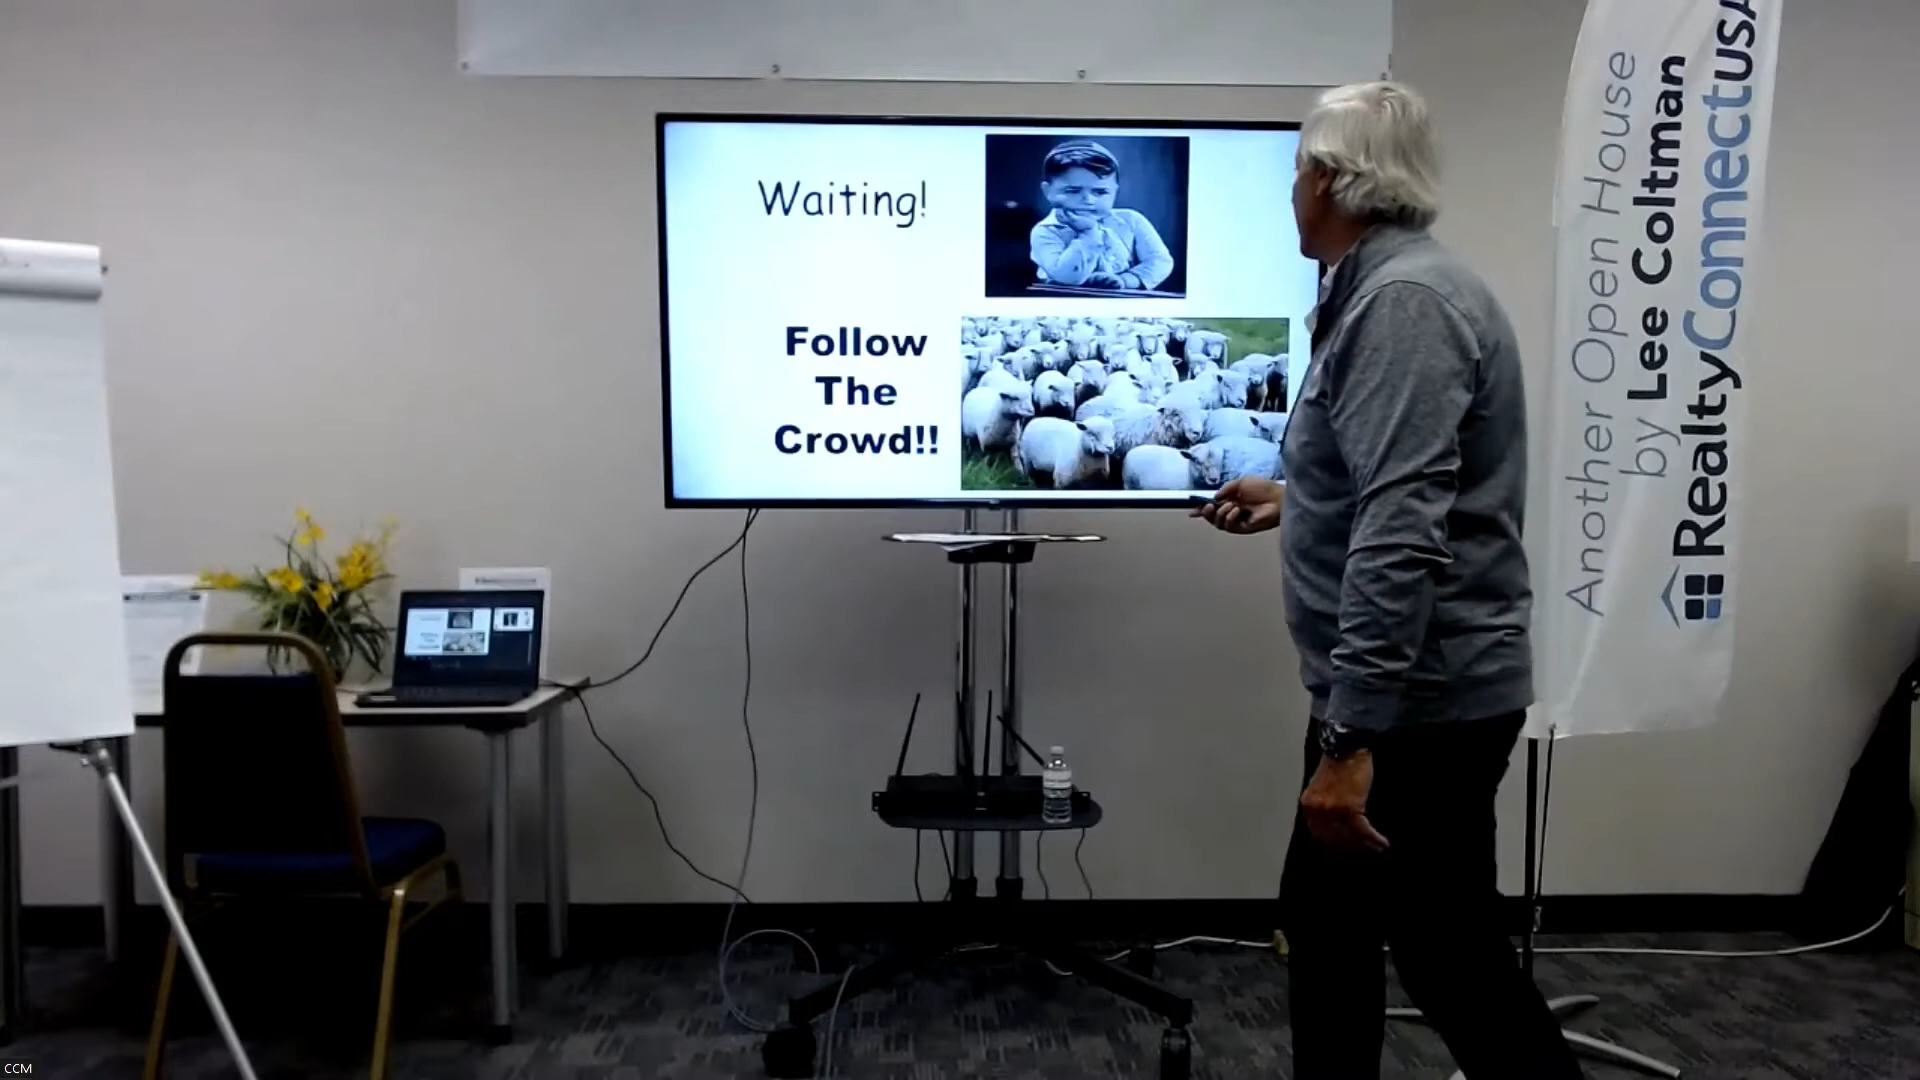 Waiting!
Follow
The
Crowd!!
Another Open House
by Lee Coltman
RealtyConnectUSA
CCM